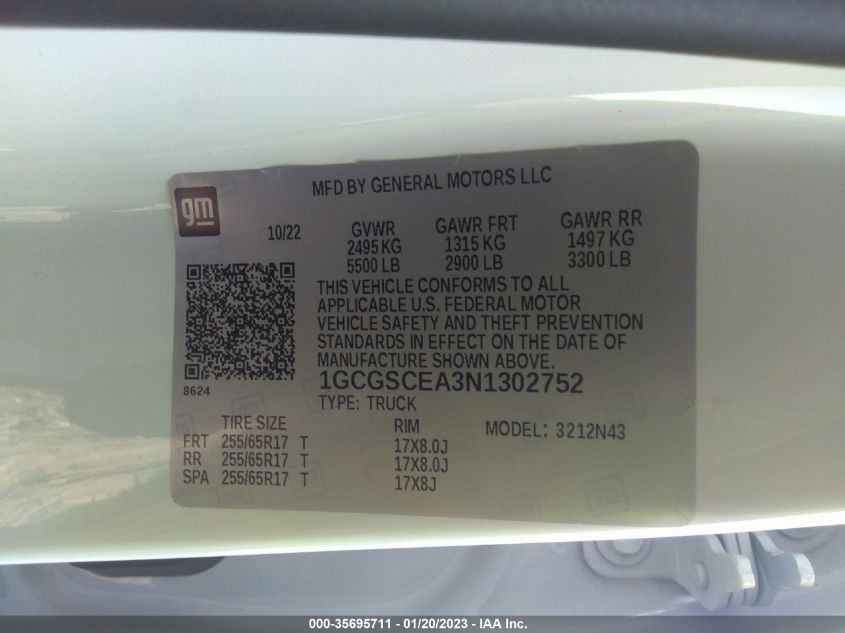 gm
MFD BY GENERAL MOTORS LLC
10/22
GVWR GAWR FRT GAWR RR
2495 KG 1315 KG 1497 KG
5500 LB 2900 LB 3300 LB
THIS VEHICLE CONFORMS TO ALL
APPLICABLE U.S. FEDERAL MOTOR
VEHICLE SAFETY AND THEFT PREVENTION
STANDARDS IN EFFECT ON THE DATE OF
MANUFACTURE SHOWN ABOVE.
8624
1GCGSCEA3N1302752
TYPE: TRUCK
TIRE SIZE RIM MODEL: 3212N43
FRT 255/65R17 T 17X8.0J
RR 255/65R17 T 17X8.0J
SPA 255/65R17 T 17X8J
000-35695711 - 01/20/2023 - IAA Inc.